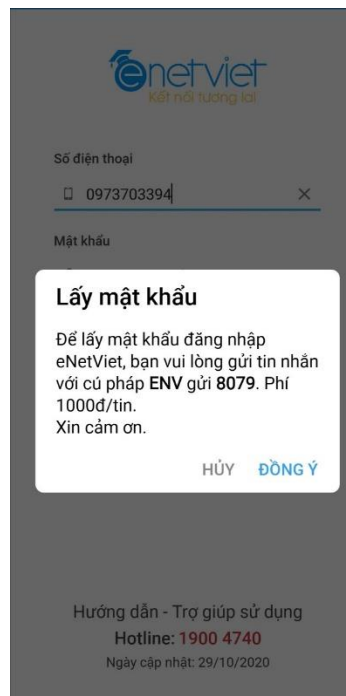 enetviet
Kết nối tương lai
Số điện thoại
0973703394
Mật khẩu
Lấy mật khẩu
Để lấy mật khẩu đăng nhập
eNetViet, bạn vui lòng gửi tin nhắn
với cú pháp ENV gửi 8079. Phí
1000đ/tin.
Xin cảm ơn.
HỦY ĐỒNG Ý
Hướng dẫn - Trợ giúp sử dụng
Hotline: 1900 4740
Ngày cập nhật: 29/10/2020